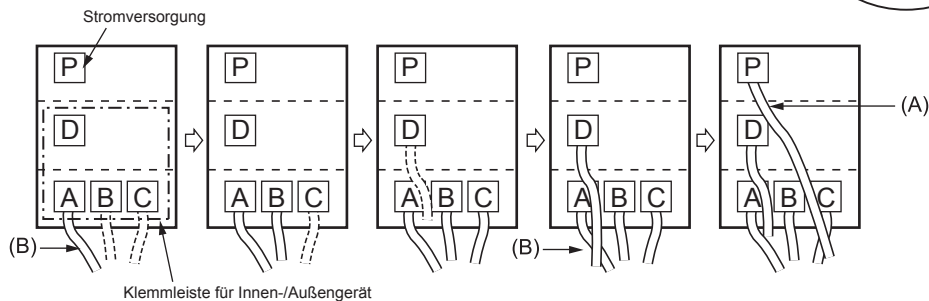 Stromversorgung
P P P P P
(A)
D D D D D
A B C A B C A B C A B C A B C
(B) (B)
Klemmleiste für Innen-/Außengerät